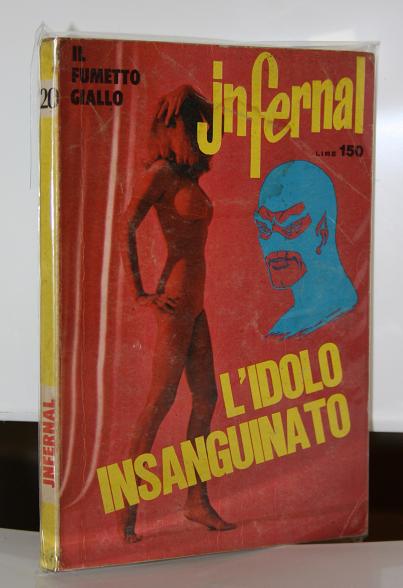 IL
FUMETTO
GIALLO
jnfernal
LIRE 150
L'IDOLO
INSANGUINATO
20
JNFERNAL